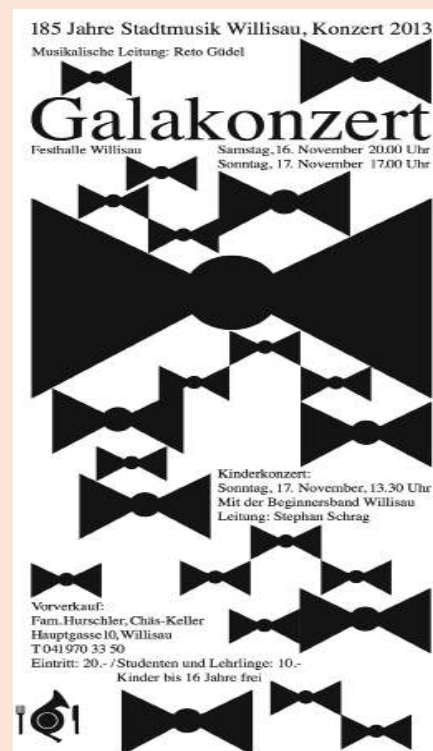 185 Jahre Stadtmusik Willisau, Konzert 2013
Musikalische Leitung: Reto Güdel
Galakonzert
Festhalle Willisau
Samstag, 16. November 20.00 Uhr
Sonntag, 17. November 17.00 Uhr
Kinderkonzert:
Sonntag, 17. November, 13.30 Uhr
Mit der Beginnersband Willisau
Leitung: Stephan Schrag
Vorverkauf:
Fam. Hurschler, Chäs-Keller
Hauptgasse 10, Willisau
T 041 970 33 50
Eintritt: 20.- / Studenten und Lehrlinge: 10.-
Kinder bis 16 Jahre frei